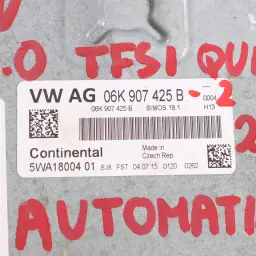 .0 TFSI QU
VW AG 06K 907 425 B 0004
06K 907 425 B SIMOS 18.1 H13
2
Continental
Made in
Czech Rep.
5WA18004 01 SJ8 FST 04.07.15 0120 0262
AUTOMATI